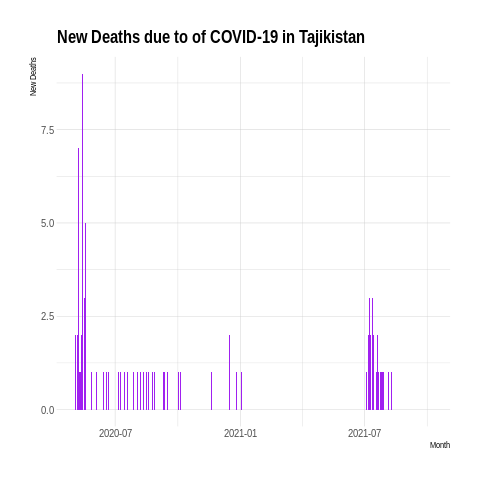 New Deaths due to of COVID-19 in Tajikistan
New Deaths
7.5
5.0
2.5
0.0
2020-07
2021-01
2021-07
Month